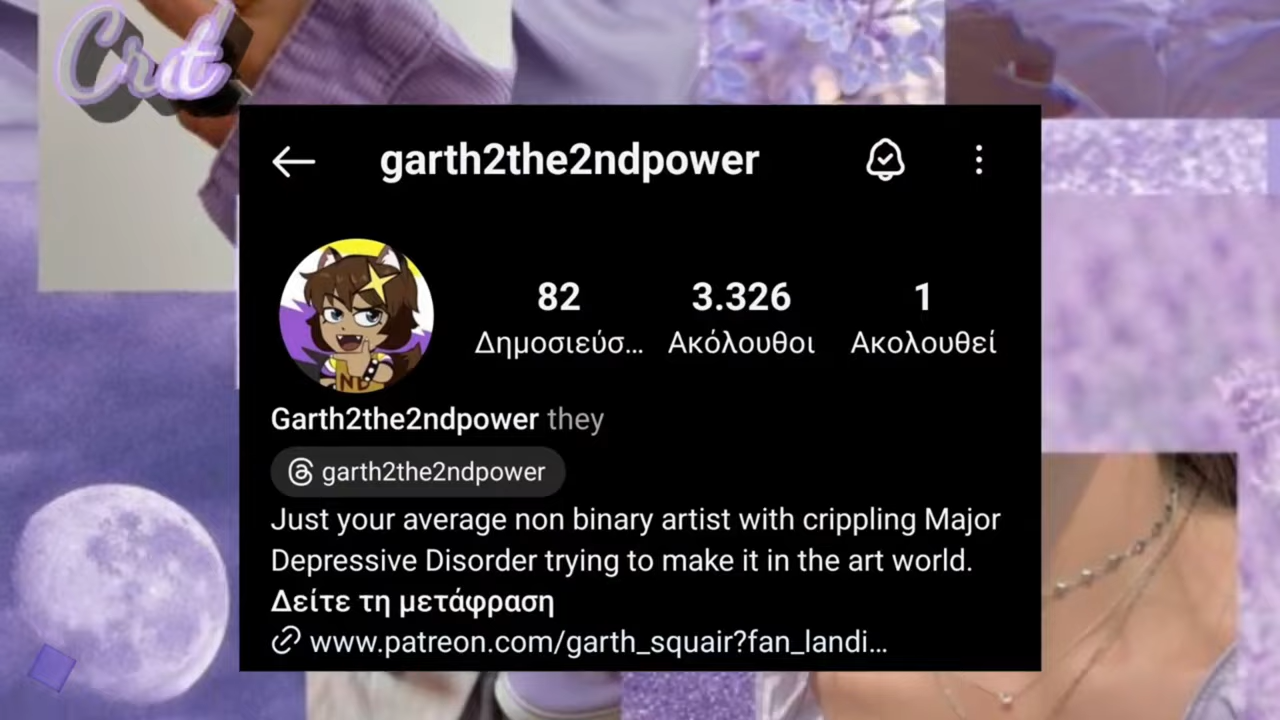 Crit
garth2the2ndpower
82 3.326 1
Δημοσιεύσ... Ακόλουθοι Ακολουθεί
Garth2the2ndpower they
garth2the2ndpower
Just your average non binary artist with crippling Major
Depressive Disorder trying to make it in the art world.
Δείτε τη μετάφραση
www.patreon.com/garth_squair?fan_landi...